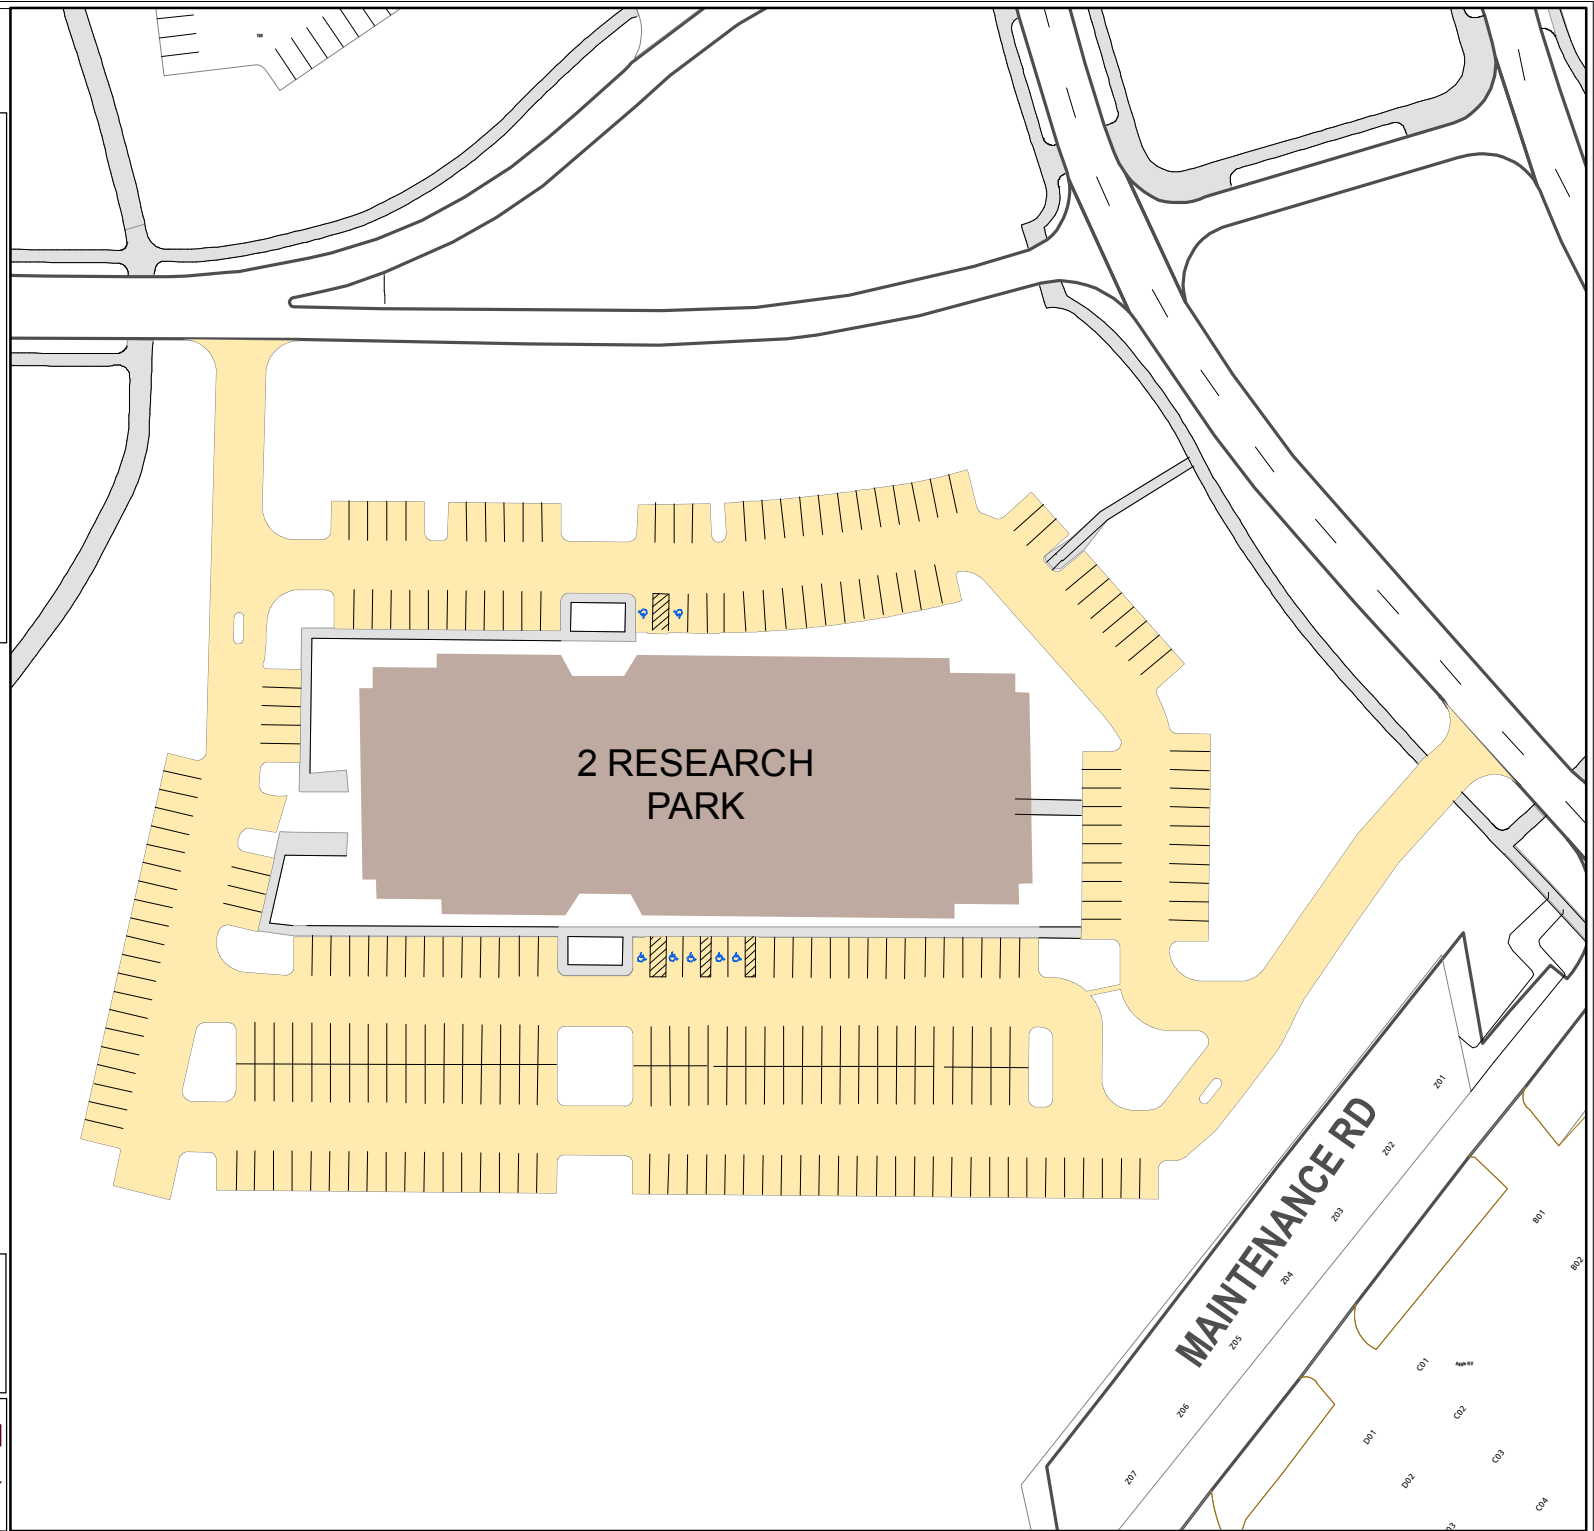 2 RESEARCH
PARK
MAINTENANCE RD
Z01
Z02
Z03
Z04
Z05
Z06
Z07
B01
B02
C01
C02
C03
C04
D01
D02